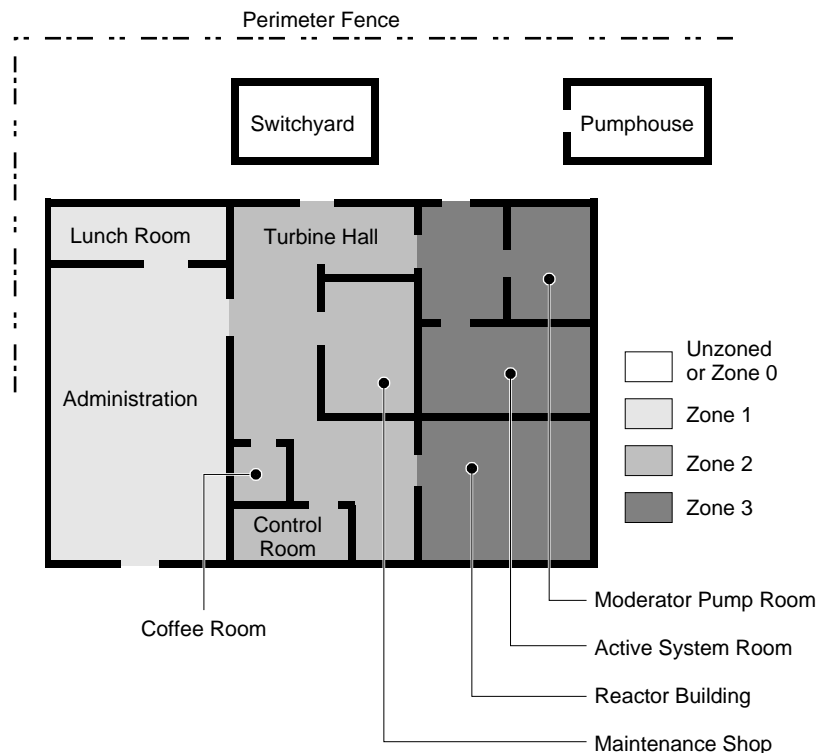 Perimeter Fence
Switchyard
Pumphouse
Lunch Room
Turbine Hall
Administration
Control
Room
Coffee Room
Unzoned
or Zone 0
Zone 1
Zone 2
Zone 3
Moderator Pump Room
Active System Room
Reactor Building
Maintenance Shop